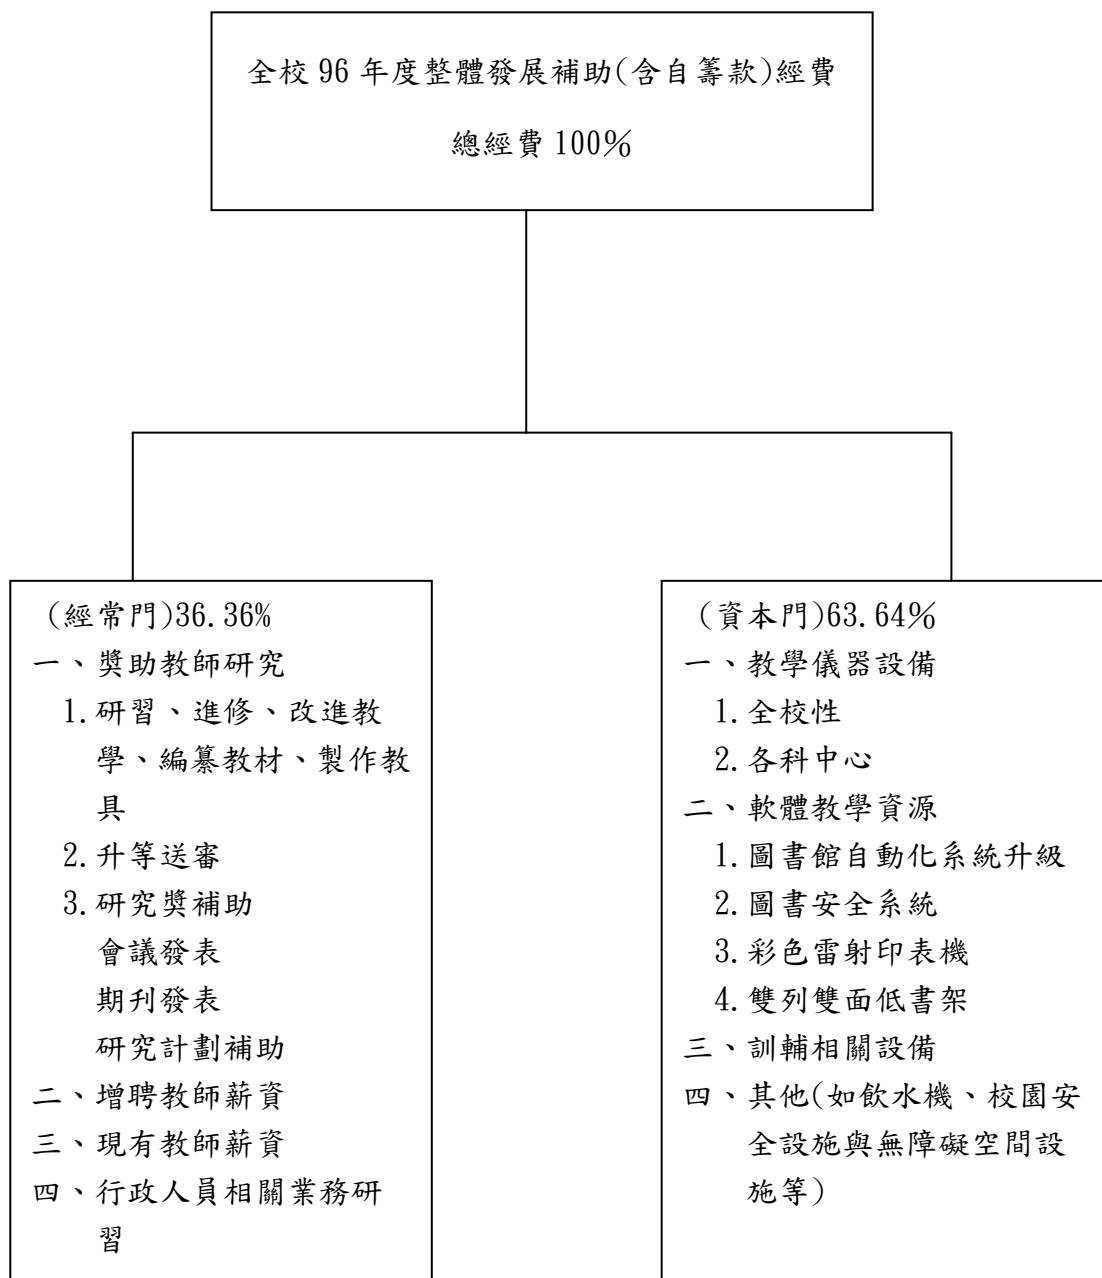 全校 96 年度整體發展補助(含自籌款)經費
總經費 100%
(經常門)36.36%
一、獎助教師研究
1.研習、進修、改進教
學、編纂教材、製作教
具
2.升等送審
3.研究獎補助
會議發表
期刊發表
研究計劃補助
二、增聘教師薪資
三、現有教師薪資
四、行政人員相關業務研
習
(資本門)63.64%
一、教學儀器設備
1.全校性
2.各科中心
二、軟體教學資源
1.圖書館自動化系統升級
2.圖書安全系統
3.彩色雷射印表機
4.雙列雙面低書架
三、訓輔相關設備
四、其他(如飲水機、校園安
全設施與無障礙空間設
施等)